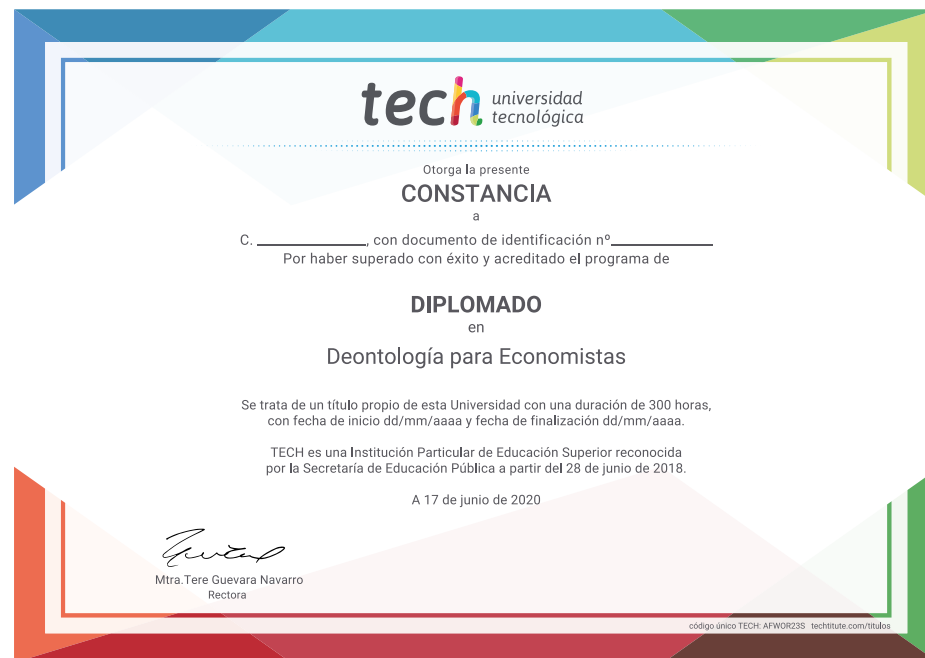 tech universidad
tecnológica
Otorga la presente
CONSTANCIA
a
C. ______________, con documento de identificación nº_____________
Por haber superado con éxito y acreditado el programa de
DIPLOMADO
en
Deontología para Economistas
Se trata de un título propio de esta Universidad con una duración de 300 horas,
con fecha de inicio dd/mm/aaaa y fecha de finalización dd/mm/aaaa.
TECH es una Institución Particular de Educación Superior reconocida
por la Secretaría de Educación Pública a partir del 28 de junio de 2018.
A 17 de junio de 2020
Mtra.Tere Guevara Navarro
Rectora
código único TECH: AFWOR23S techtitute.com/titulos